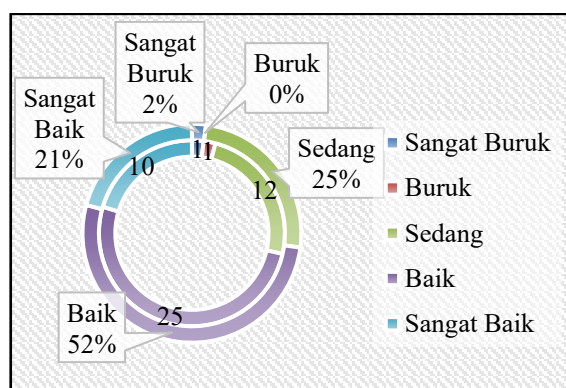 Sangat
Buruk
2%
Buruk
0%
Sangat
Baik
21%
Sedang
25%
Baik
52%
1
1
12
25
10
Sangat Buruk
Buruk
Sedang
Baik
Sangat Baik